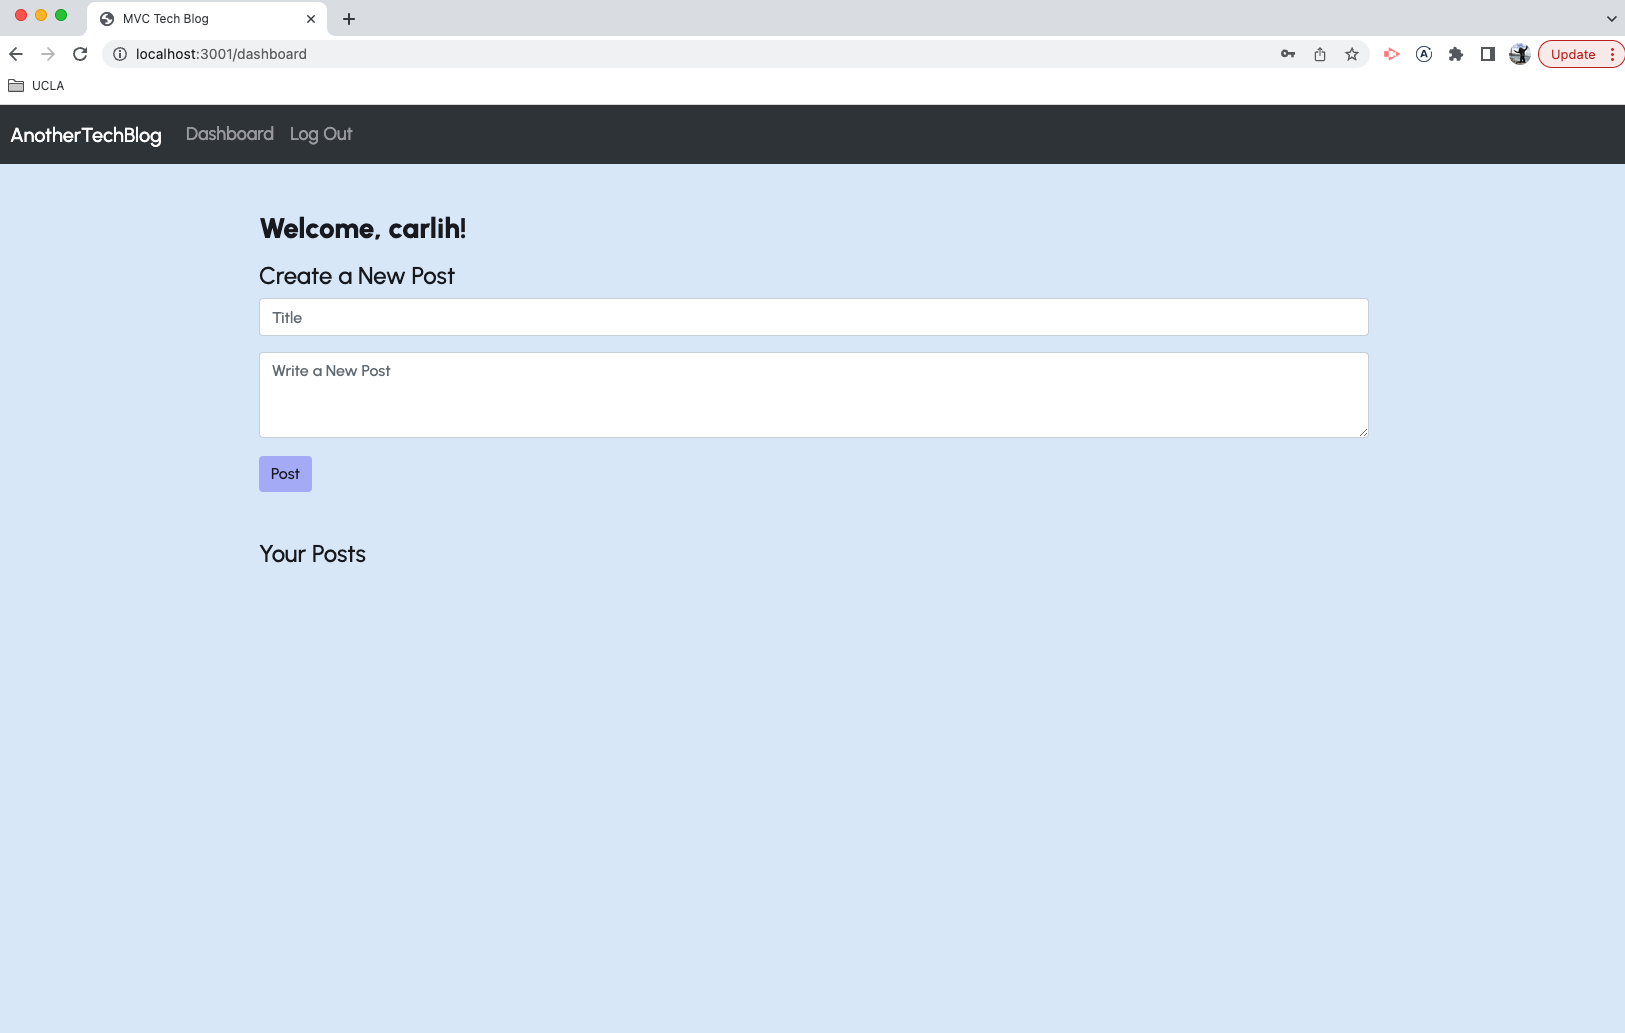 MVC Tech Blog
localhost:3001/dashboard
Update
UCLA
AnotherTechBlog Dashboard Log Out
Welcome, carlih!
Create a New Post
Title
Write a New Post
Post
Your Posts